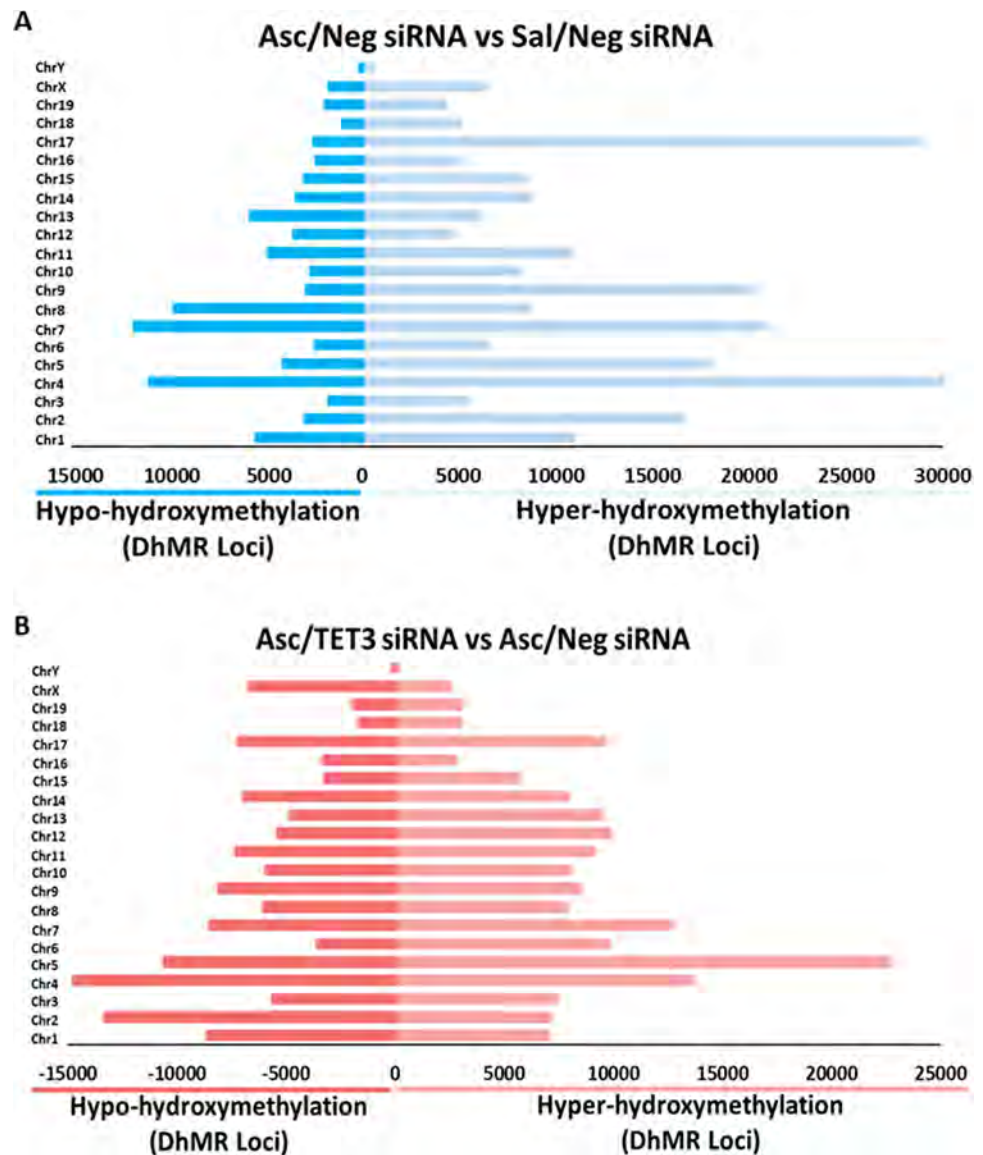 A
Asc/Neg siRNA vs Sal/Neg siRNA
ChrY
ChrX
Chr19
Chr18
Chr17
Chr16
Chr15
Chr14
Chr13
Chr12
Chr11
Chr10
Chr9
Chr8
Chr7
Chr6
Chr5
Chr4
Chr3
Chr2
Chr1
15000 10000 5000 0 5000 10000 15000 20000 25000 30000
Hypo-hydroxymethylation Hyper-hydroxymethylation
(DhMR Loci) (DhMR Loci)
B
Asc/TET3 siRNA vs Asc/Neg siRNA
ChrY
ChrX
Chr19
Chr18
Chr17
Chr16
Chr15
Chr14
Chr13
Chr12
Chr11
Chr10
Chr9
Chr8
Chr7
Chr6
Chr5
Chr4
Chr3
Chr2
Chr1
-15000 -10000 -5000 0 5000 10000 15000 20000 25000
Hypo-hydroxymethylation Hyper-hydroxymethylation
(DhMR Loci) (DhMR Loci)